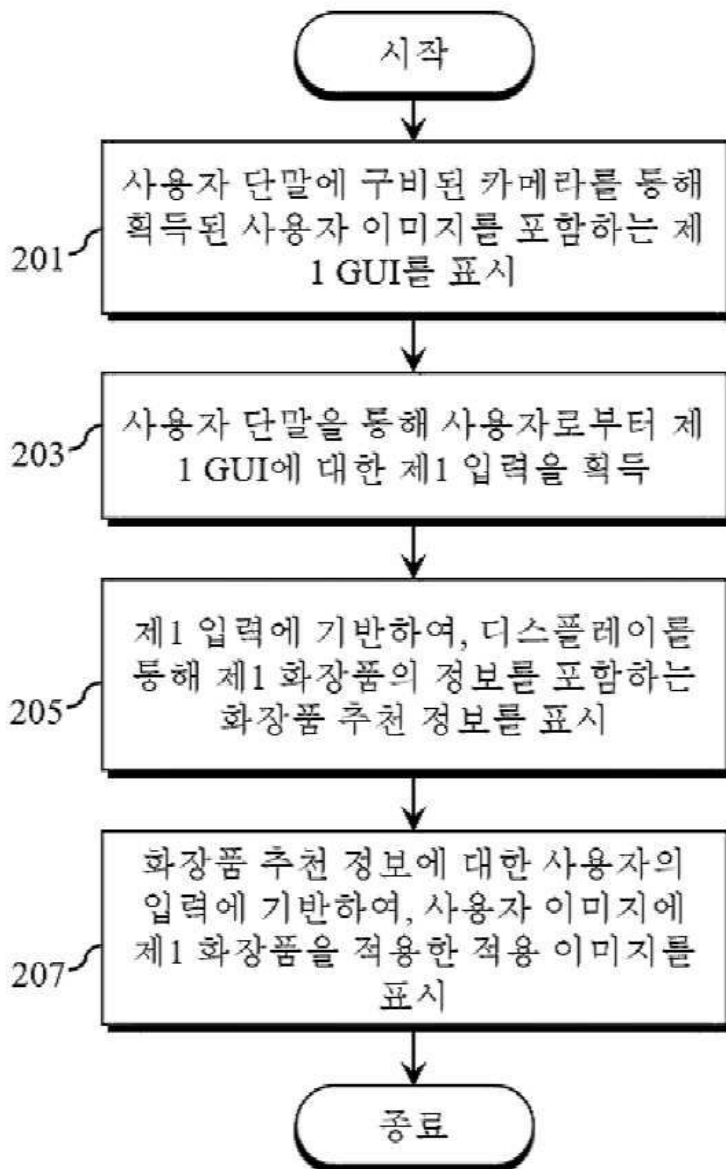 시작
사용자 단말에 구비된 카메라를 통해
획득된 사용자 이미지를 포함하는 제
1 GUI를 표시
201
사용자 단말을 통해 사용자로부터 제
1 GUI에 대한 제1 입력을 획득
203
제1 입력에 기반하여, 디스플레이를
통해 제1 화장품의 정보를 포함하는
화장품 추천 정보를 표시
205
화장품 추천 정보에 대한 사용자의
입력에 기반하여, 사용자 이미지에
제1 화장품을 적용한 적용 이미지를
표시
207
종료